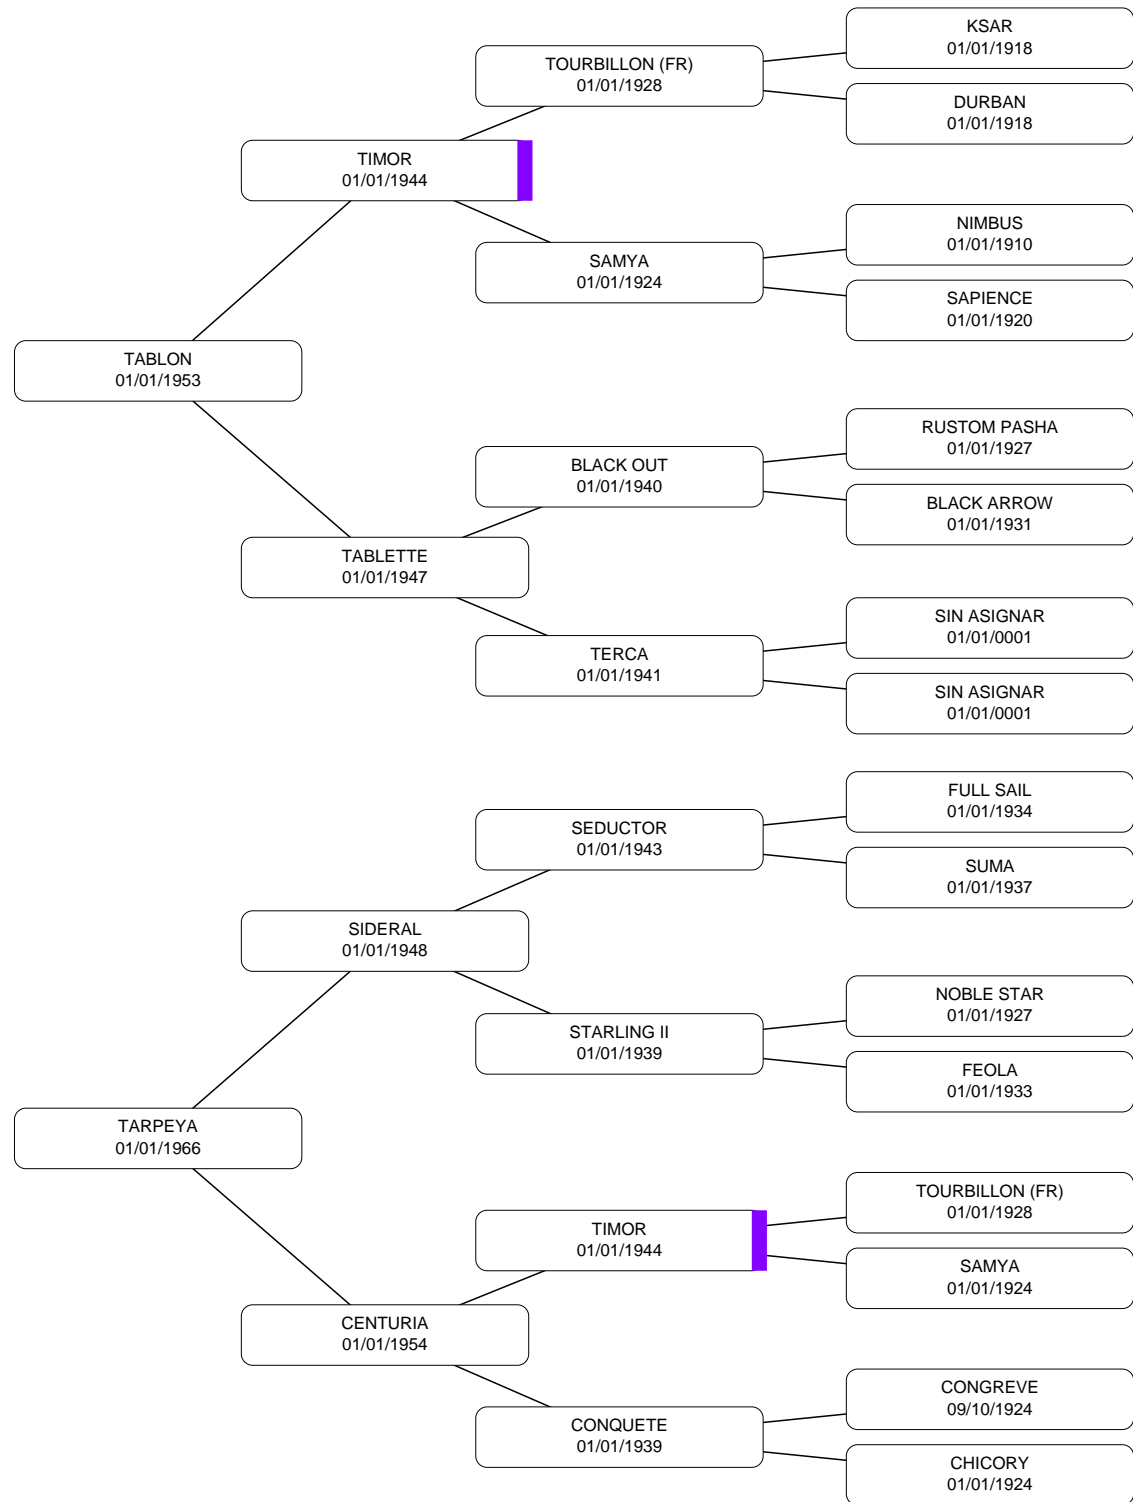 KSAR
01/01/1918
TOURBILLON (FR)
01/01/1928
DURBAN
01/01/1918
TIMOR
01/01/1944
NIMBUS
01/01/1910
SAMYA
01/01/1924
SAPIENCE
01/01/1920
TABLON
01/01/1953
RUSTOM PASHA
01/01/1927
BLACK OUT
01/01/1940
BLACK ARROW
01/01/1931
TABLETTE
01/01/1947
SIN ASIGNAR
01/01/0001
TERCA
01/01/1941
SIN ASIGNAR
01/01/0001
FULL SAIL
01/01/1934
SEDUCTOR
01/01/1943
SUMA
01/01/1937
SIDERAL
01/01/1948
NOBLE STAR
01/01/1927
STARLING II
01/01/1939
FEOLA
01/01/1933
TARPEYA
01/01/1966
TOURBILLON (FR)
01/01/1928
TIMOR
01/01/1944
SAMYA
01/01/1924
CENTURIA
01/01/1954
CONGREVE
09/10/1924
CONQUETE
01/01/1939
CHICORY
01/01/1924